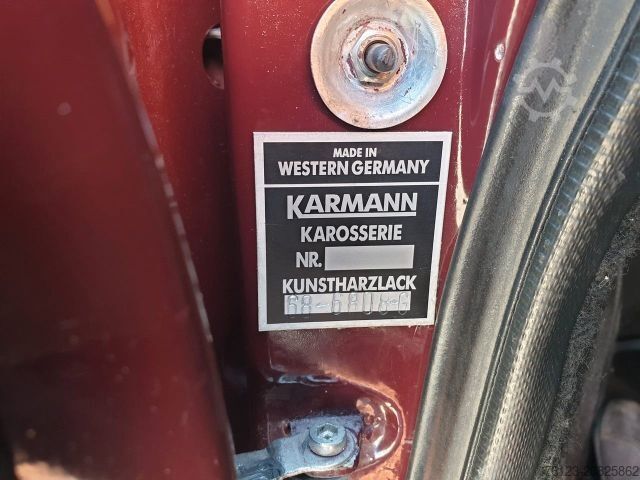 MADE IN
WESTERN GERMANY
KARMANN
KAROSSERIE
NR.
KUNSTHARZLACK